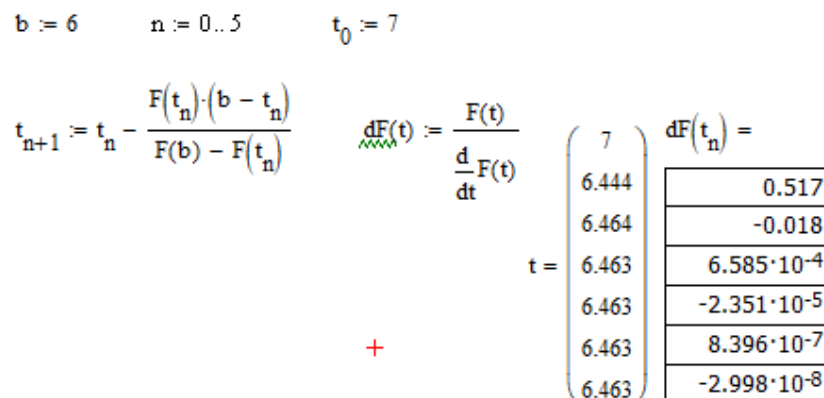 b := 6 n := 0.. 5 t₀ := 7
tₙ₊₁ := tₙ − F(tₙ)·(b − tₙ) / F(b) − F(tₙ) dF(t) := F(t) / d/dt F(t)
t = 7 6.444 6.464 6.463 6.463 6.463 6.463
dF(tₙ) =
0.517
-0.018
6.585·10⁻⁴
-2.351·10⁻⁵
8.396·10⁻⁷
-2.998·10⁻⁸